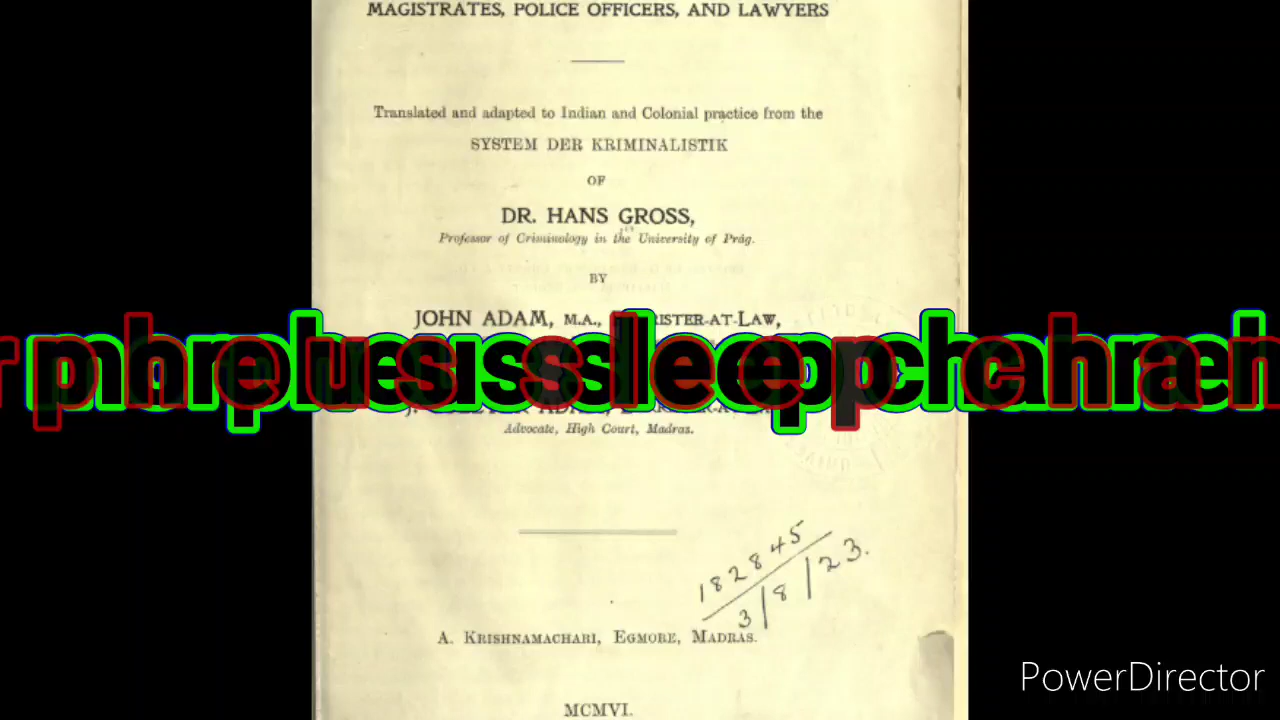 MAGISTRATES, POLICE OFFICERS, AND LAWYERS
Translated and adapted to Indian and Colonial practice from the
SYSTEM DER KRIMINALISTIK
OF
DR. HANS GROSS,
Professor of Criminology in the University of Prág.
BY
JOHN ADAM, M.A.,
Advocate, High Court, Madras.
182845
3/8/23.
A. KRISHNAMACHARI, EGMORE, MADRAS.
MCMVI.
PowerDirector